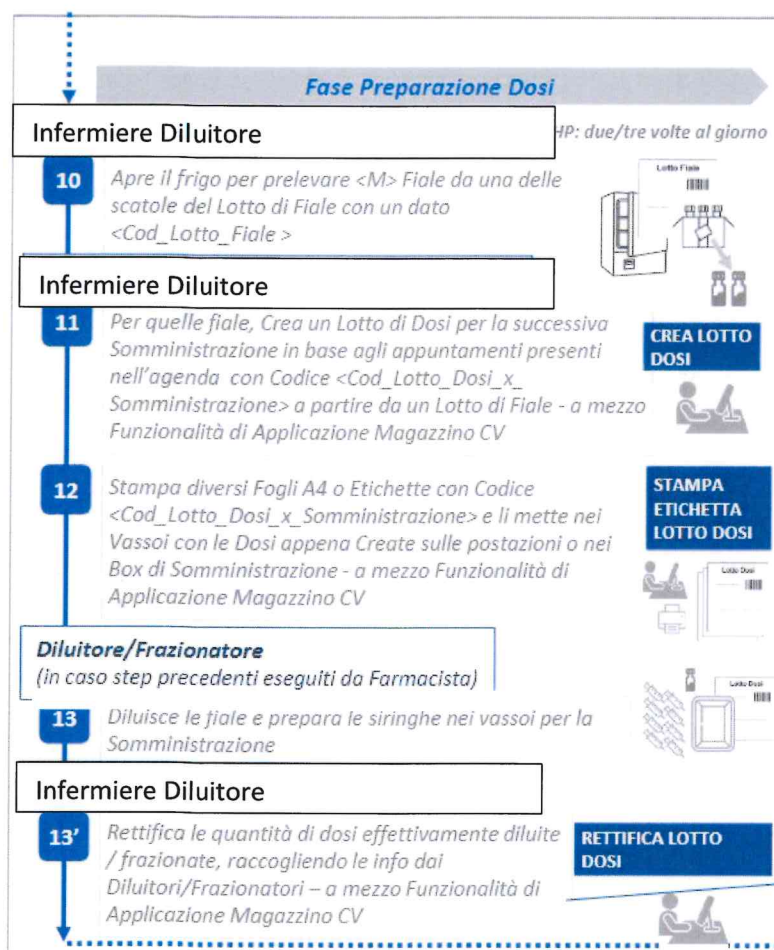 Fase Preparazione Dosi
Infermiere Diluitore
HP: due/tre volte al giorno
10
Apre il frigo per prelevare <M> Fiale da una delle
scatole del Lotto di Fiale con un dato
<Cod_Lotto_Fiale >
Lotto Fiale
Infermiere Diluitore
11
Per quelle fiale, Crea un Lotto di Dosi per la successiva
Somministrazione in base agli appuntamenti presenti
nell'agenda con Codice <Cod_Lotto_Dosi_x_
Somministrazione> a partire da un Lotto di Fiale - a mezzo
Funzionalità di Applicazione Magazzino CV
CREA LOTTO
DOSI
12
Stampa diversi Fogli A4 o Etichette con Codice
<Cod_Lotto_Dosi_x_Somministrazione> e li mette nei
Vassoi con le Dosi appena Create sulle postazioni o nei
Box di Somministrazione - a mezzo Funzionalità di
Applicazione Magazzino CV
STAMPA
ETICHETTA
LOTTO DOSI
Lotto Dosi
Diluitore/Frazionatore
(in caso step precedenti eseguiti da Farmacista)
Lotto Dosi
13
Diluisce le fiale e prepara le siringhe nei vassoi per la
Somministrazione
Infermiere Diluitore
13'
Rettifica le quantità di dosi effettivamente diluite
/ frazionate, raccogliendo le info dai
Diluitori/Frazionatori – a mezzo Funzionalità di
Applicazione Magazzino CV
RETTIFICA LOTTO
DOSI